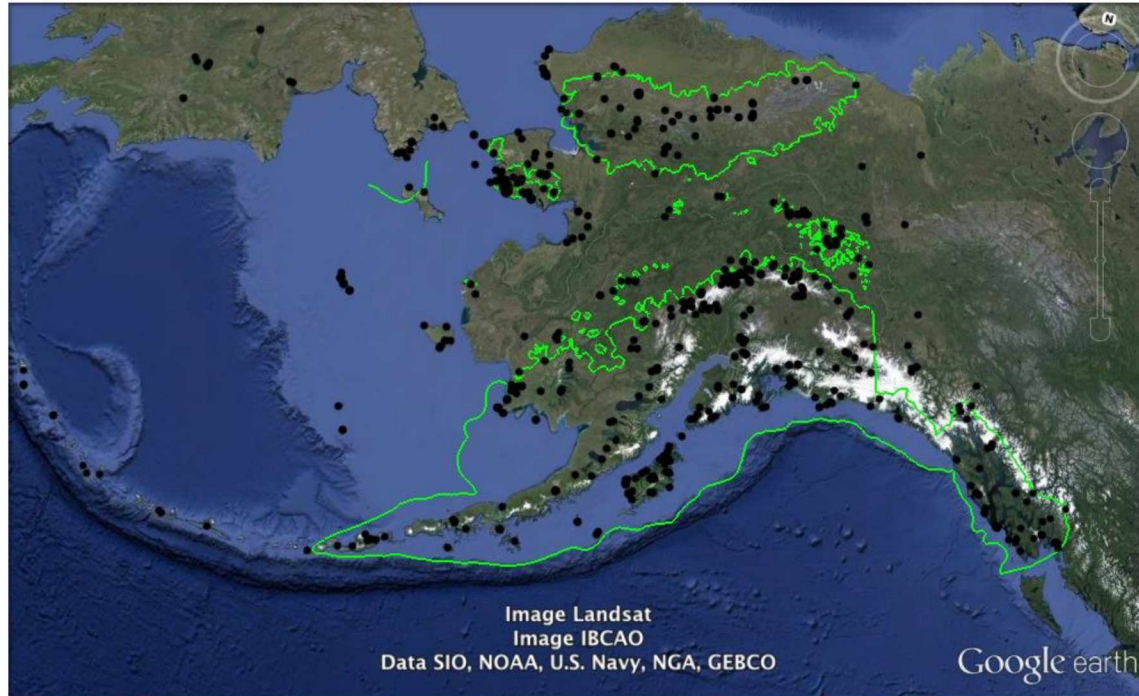 N
Image Landsat
Image IBCAO
Data SIO, NOAA, U.S. Navy, NGA, GEBCO
Google earth